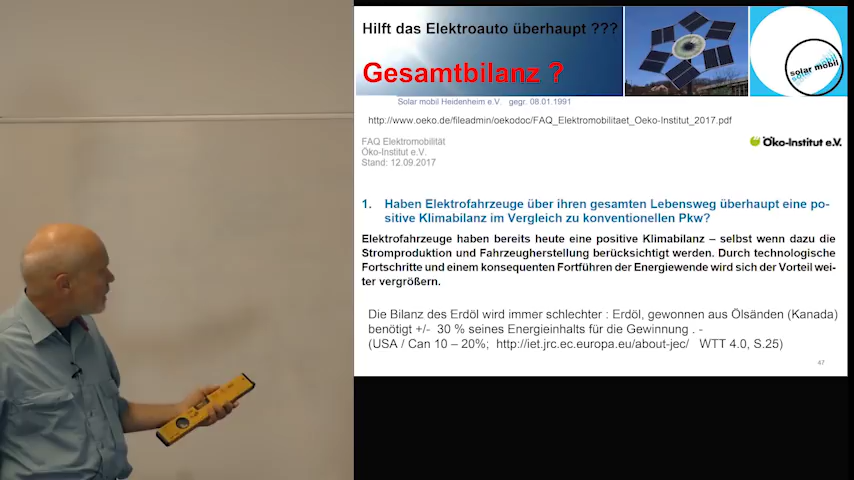 Hilft das Elektroauto überhaupt ???
Gesamtbilanz ?
solar mobil
solar mobil
Solar mobil Heidenheim e.V. gegr. 08.01.1991
http://www.oeko.de/fileadmin/oekodoc/FAQ_Elektromobilitaet_Oeko-Institut_2017.pdf
FAQ Elektromobilität
Öko-Institut e.V.
Stand: 12.09.2017
Öko-Institut e.V.
1. Haben Elektrofahrzeuge über ihren gesamten Lebensweg überhaupt eine po-
sitive Klimabilanz im Vergleich zu konventionellen Pkw?
Elektrofahrzeuge haben bereits heute eine positive Klimabilanz – selbst wenn dazu die
Stromproduktion und Fahrzeugherstellung berücksichtigt werden. Durch technologische
Fortschritte und einem konsequenten Fortführen der Energiewende wird sich der Vorteil wei-
ter vergrößern.
Die Bilanz des Erdöl wird immer schlechter : Erdöl, gewonnen aus Ölsänden (Kanada)
benötigt +/- 30 % seines Energieinhalts für die Gewinnung . -
(USA / Can 10 – 20%; http://iet.jrc.ec.europa.eu/about-jec/ WTT 4.0, S.25)
47